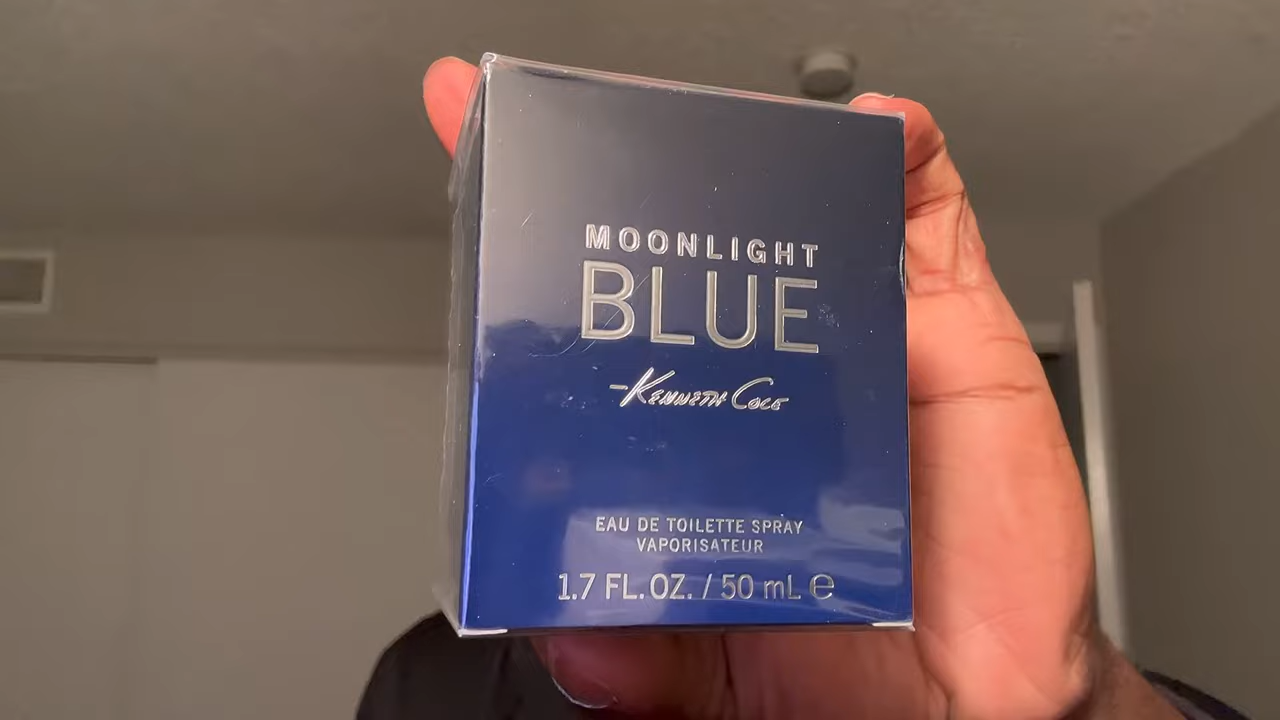 MOONLIGHT
BLUE
–Kenneth Cole
EAU DE TOILETTE SPRAY
VAPORISATEUR
1.7 FL. OZ. / 50 mL ℮